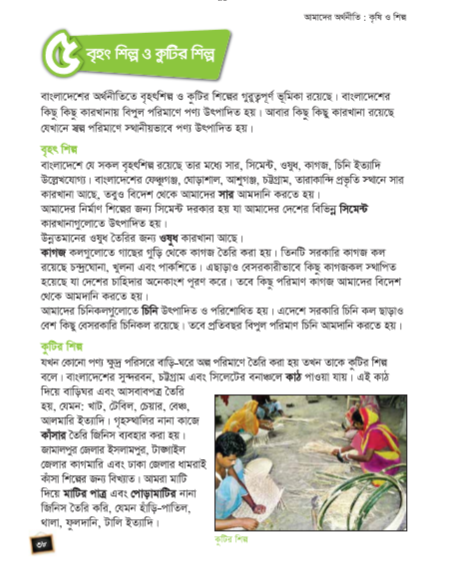 আমাদের অর্থনীতি : কৃষি ও শিল্প
৫ বৃহৎ শিল্প ও কুটির শিল্প
বাংলাদেশের অর্থনীতিতে বৃহৎশিল্প ও কুটির শিল্পের গুরুত্বপূর্ণ ভূমিকা রয়েছে। বাংলাদেশের
কিছু কিছু কারখানায় বিপুল পরিমাণে পণ্য উৎপাদিত হয়। আবার কিছু কিছু কারখানা রয়েছে
যেখানে স্বল্প পরিমাণে স্থানীয়ভাবে পণ্য উৎপাদিত হয়।
বৃহৎ শিল্প
বাংলাদেশে যে সকল বৃহৎশিল্প রয়েছে তার মধ্যে সার, সিমেন্ট, ওষুধ, কাগজ, চিনি ইত্যাদি
উল্লেখযোগ্য। বাংলাদেশের ফেঞ্চুগঞ্জ, ঘোড়াশাল, আশুগঞ্জ, চট্টগ্রাম, তারাকান্দি প্রভৃতি স্থানে সার
কারখানা আছে, তবুও বিদেশ থেকে আমাদের সার আমদানি করতে হয়।
আমাদের নির্মাণ শিল্পের জন্য সিমেন্ট দরকার হয় যা আমাদের দেশের বিভিন্ন সিমেন্ট
কারখানাগুলোতে উৎপাদিত হয়।
উন্নতমানের ওষুধ তৈরির জন্য ওষুধ কারখানা আছে।
কাগজ কলগুলোতে গাছের গুড়ি থেকে কাগজ তৈরি করা হয়। তিনটি সরকারি কাগজ কল
রয়েছে চন্দ্রঘোনা, খুলনা এবং পাকশিতে। এছাড়াও বেসরকারীভাবে কিছু কাগজকল স্থাপিত
হয়েছে যা দেশের চাহিদার অনেকাংশ পূরণ করে। তবে কিছু পরিমাণ কাগজ আমাদের বিদেশ
থেকে আমদানি করতে হয়।
আমাদের চিনিকলগুলোতে চিনি উৎপাদিত ও পরিশোধিত হয়। এদেশে সরকারি চিনি কল ছাড়াও
বেশ কিছু বেসরকারি চিনিকল রয়েছে। তবে প্রতিবছর বিপুল পরিমাণ চিনি আমদানি করতে হয়।
কুটির শিল্প
যখন কোনো পণ্য ক্ষুদ্র পরিসরে বাড়ি-ঘরে অল্প পরিমাণে তৈরি করা হয় তখন তাকে কুটির শিল্প
বলে। বাংলাদেশের সুন্দরবন, চট্টগ্রাম এবং সিলেটের বনাঞ্চলে কাঠ পাওয়া যায়। এই কাঠ
দিয়ে বাড়িঘর এবং আসবাবপত্র তৈরি
হয়, যেমন: খাট, টেবিল, চেয়ার, বেঞ্চ,
আলমারি ইত্যাদি। গৃহস্থালির নানা কাজে
কাঁসার তৈরি জিনিস ব্যবহার করা হয়।
জামালপুর জেলার ইসলামপুর, টাঙ্গাইল
জেলার কাগমারি এবং ঢাকা জেলার ধামরাই
কাঁসা শিল্পের জন্য বিখ্যাত। আমরা মাটি
দিয়ে মাটির পাত্র এবং পোড়ামাটির নানা
জিনিস তৈরি করি, যেমন হাঁড়ি-পাতিল,
থালা, ফুলদানি, টালি ইত্যাদি।
কুটির শিল্প
৩৮